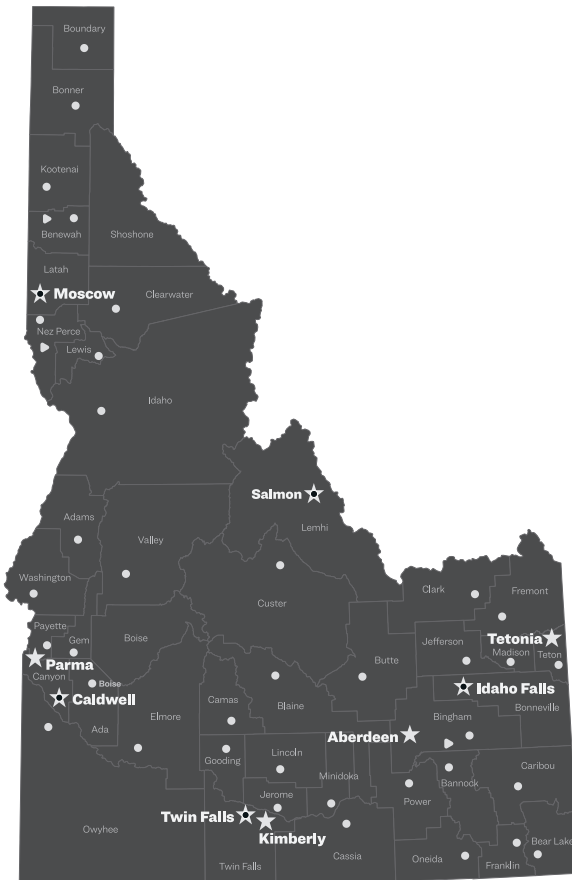 Boundary
Bonner
Kootenai
Benewah
Shoshone
Latah
Moscow
Clearwater
Nez Perce
Lewis
Idaho
Salmon
Lemhi
Adams
Valley
Washington
Clark
Fremont
Custer
Payette
Gem
Boise
Jefferson
Tetonia
Madison
Teton
Butte
Parma
Canyon
Boise
Idaho Falls
Caldwell
Camas
Blaine
Bonneville
Elmore
Bingham
Ada
Aberdeen
Gooding
Lincoln
Caribou
Minidoka
Bannock
Jerome
Power
Twin Falls
Owyhee
Kimberly
Cassia
Oneida
Bear Lake
Franklin
Twin Falls